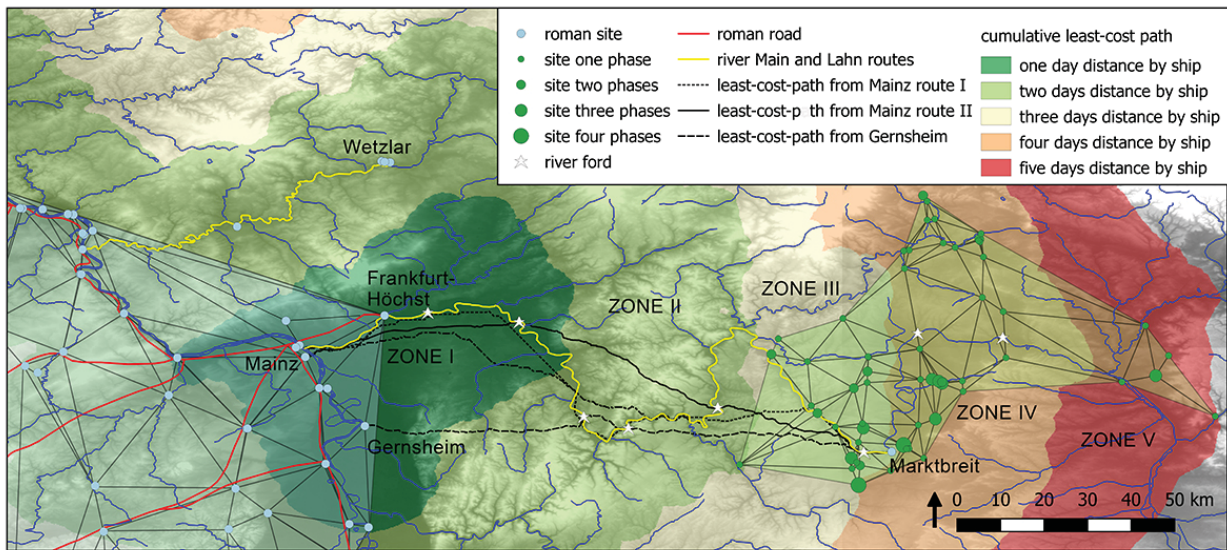 roman site
site one phase
site two phases
site three phases
site four phases
river ford
roman road
river Main and Lahn routes
least-cost-path from Mainz route I
least-cost-p th from Mainz route II
least-cost-path from Gernsheim
cumulative least-cost path
one day distance by ship
two days distance by ship
three days distance by ship
four days distance by ship
five days distance by ship
Wetzlar
Frankfurt-
Höchst
ZONE I
ZONE II
ZONE III
Mainz
Gernsheim
ZONE IV
ZONE V
Marktbreit
0 10 20 30 40 50 km